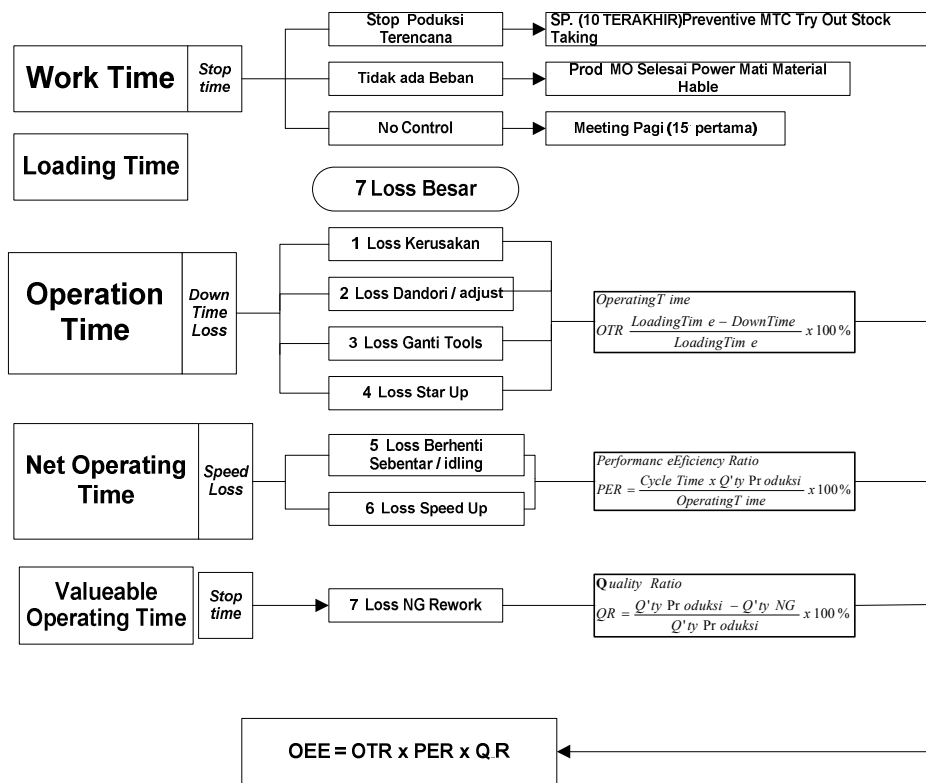 Work Time
Stop
time
Stop Poduksi
Terencana
SP. (10 TERAKHIR)Preventive MTC Try Out Stock
Taking
Tidak ada Beban
Prod MO Selesai Power Mati Material
Hable
No Control
Meeting Pagi (15 pertama)
Loading Time
7 Loss Besar
Operation
Time
Down
Time
Loss
1 Loss Kerusakan
2 Loss Dandori / adjust
3 Loss Ganti Tools
4 Loss Star Up
OperatingT ime
OTR LoadingTim e – DownTime / LoadingTim e x 100 %
Net Operating
Time
Speed
Loss
5 Loss Berhenti
Sebentar / idling
6 Loss Speed Up
Performanc eEficiency Ratio
PER = Cycle Time x Q'ty Pr oduksi / OperatingT ime x 100 %
Valueable
Operating Time
Stop
time
7 Loss NG Rework
Quality Ratio
QR = Q'ty Pr oduksi – Q'ty NG / Q'ty Pr oduksi x 100 %
OEE = OTR x PER x Q R